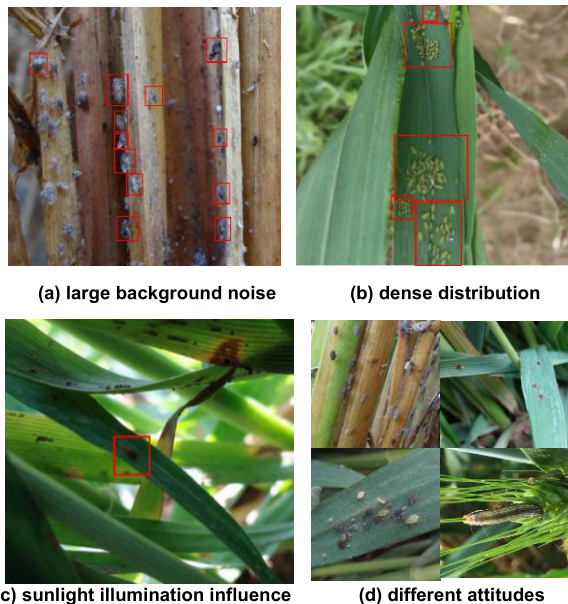 (a) large background noise
(b) dense distribution
c) sunlight illumination influence
(d) different attitudes